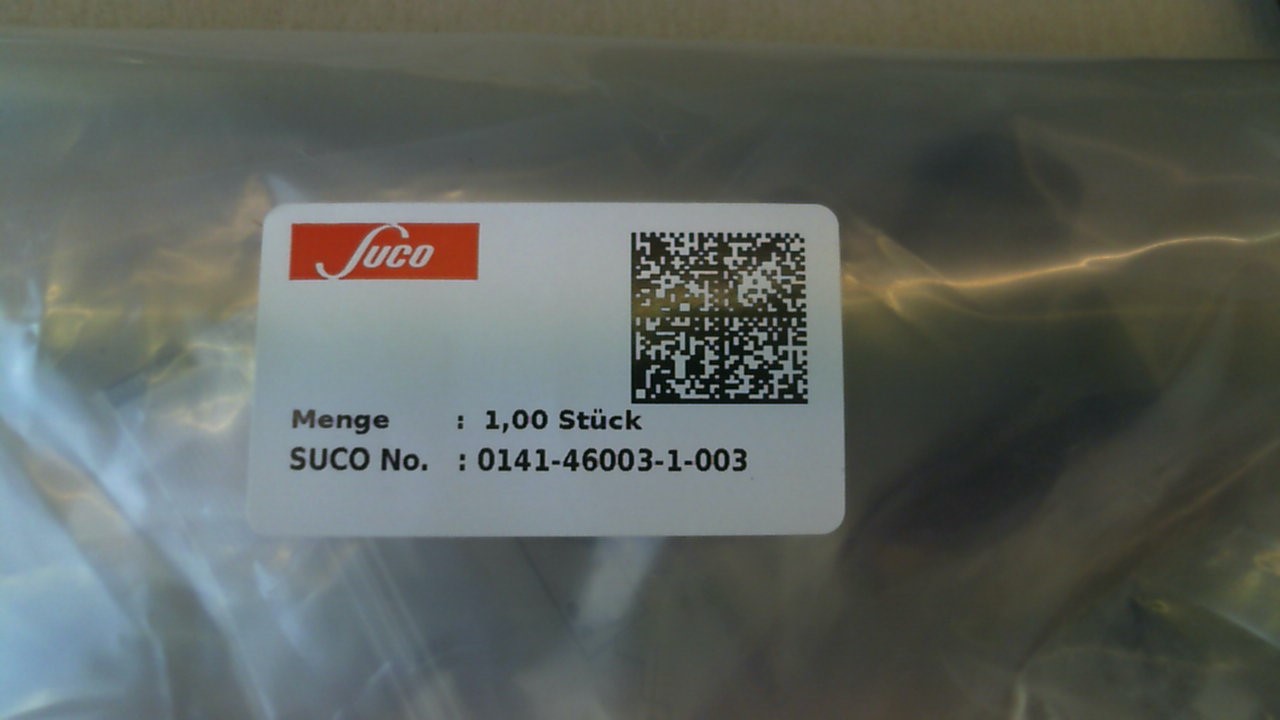 Suco
Menge : 1,00 Stück
SUCO No. : 0141-46003-1-003